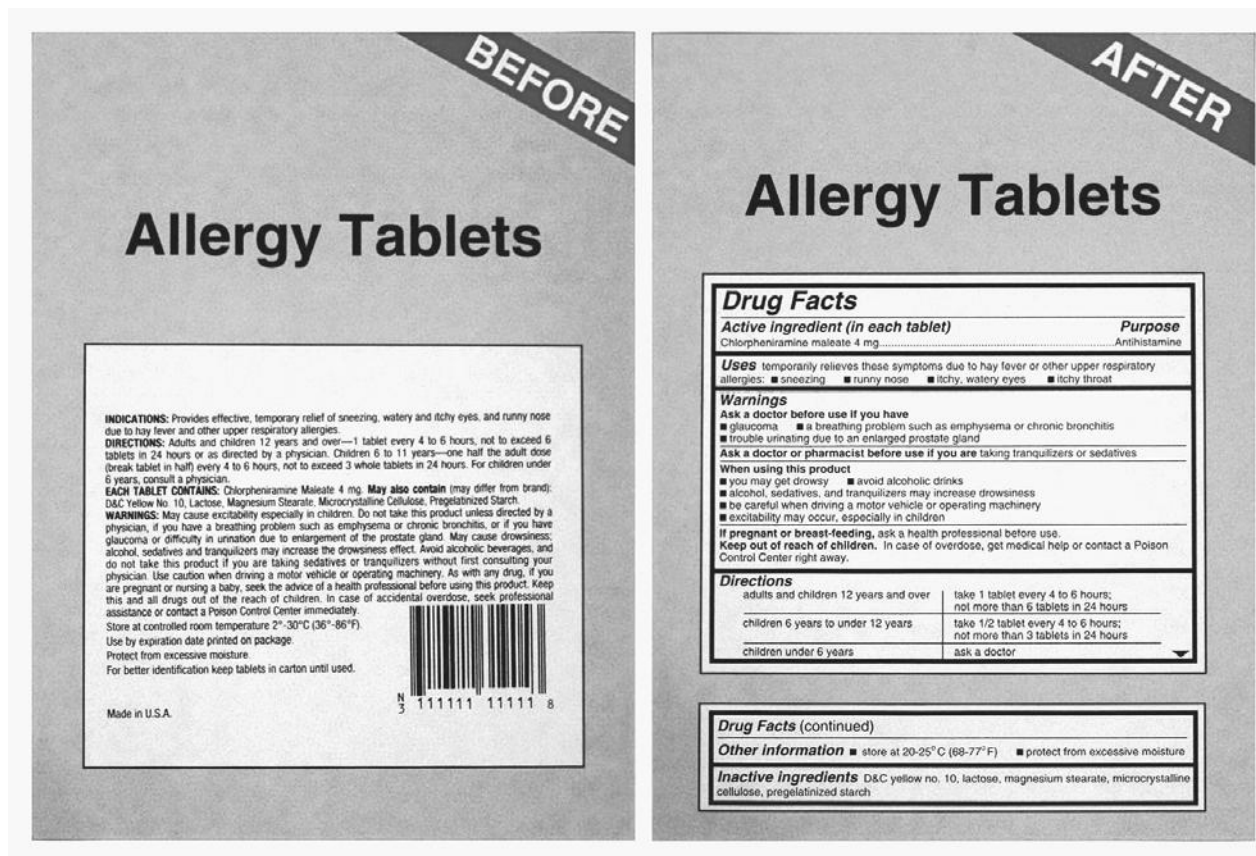 BEFORE
Allergy Tablets
INDICATIONS: Provides effective, temporary relief of sneezing, watery and itchy eyes, and runny nose
due to hay fever and other upper respiratory allergies.
DIRECTIONS: Adults and children 12 years and over—1 tablet every 4 to 6 hours, not to exceed 6
tablets in 24 hours or as directed by a physician. Children 6 to 11 years—one half the adult dose
(break tablet in half) every 4 to 6 hours, not to exceed 3 whole tablets in 24 hours. For children under
6 years, consult a physician.
EACH TABLET CONTAINS: Chlorpheniramine Maleate 4 mg. May also contain (may differ from brand):
D&C Yellow No. 10, Lactose, Magnesium Stearate, Microcrystalline Cellulose, Pregelatinized Starch.
WARNINGS: May cause excitability especially in children. Do not take this product unless directed by a
physician, if you have a breathing problem such as emphysema or chronic bronchitis, or if you have
glaucoma or difficulty in urination due to enlargement of the prostate gland. May cause drowsiness;
alcohol, sedatives and tranquilizers may increase the drowsiness effect. Avoid alcoholic beverages, and
do not take this product if you are taking sedatives or tranquilizers without first consulting your
physician. Use caution when driving a motor vehicle or operating machinery. As with any drug, if you
are pregnant or nursing a baby, seek the advice of a health professional before using this product. Keep
this and all drugs out of the reach of children. In case of accidental overdose, seek professional
assistance or contact a Poison Control Center immediately.
Store at controlled room temperature 2°-30°C (36°-86°F).
Use by expiration date printed on package.
Protect from excessive moisture.
For better identification keep tablets in carton until used.
Made in U.S.A.
N
3 111111 11111 8
AFTER
Allergy Tablets
Drug Facts
Active ingredient (in each tablet) Purpose
Chlorpheniramine maleate 4 mg..........Antihistamine
Uses temporarily relieves these symptoms due to hay fever or other upper respiratory
allergies: ■ sneezing ■ runny nose ■ itchy, watery eyes ■ itchy throat
Warnings
Ask a doctor before use if you have
■ glaucoma ■ a breathing problem such as emphysema or chronic bronchitis
■ trouble urinating due to an enlarged prostate gland
Ask a doctor or pharmacist before use if you are taking tranquilizers or sedatives
When using this product
■ you may get drowsy ■ avoid alcoholic drinks
■ alcohol, sedatives, and tranquilizers may increase drowsiness
■ be careful when driving a motor vehicle or operating machinery
■ excitability may occur, especially in children
If pregnant or breast-feeding, ask a health professional before use.
Keep out of reach of children. In case of overdose, get medical help or contact a Poison
Control Center right away.
Directions
adults and children 12 years and over take 1 tablet every 4 to 6 hours;
not more than 6 tablets in 24 hours
children 6 years to under 12 years take 1/2 tablet every 4 to 6 hours;
not more than 3 tablets in 24 hours
children under 6 years ask a doctor
Drug Facts (continued)
Other information ■ store at 20-25°C (68-77°F) ■ protect from excessive moisture
Inactive ingredients D&C yellow no. 10, lactose, magnesium stearate, microcrystalline
cellulose, pregelatinized starch